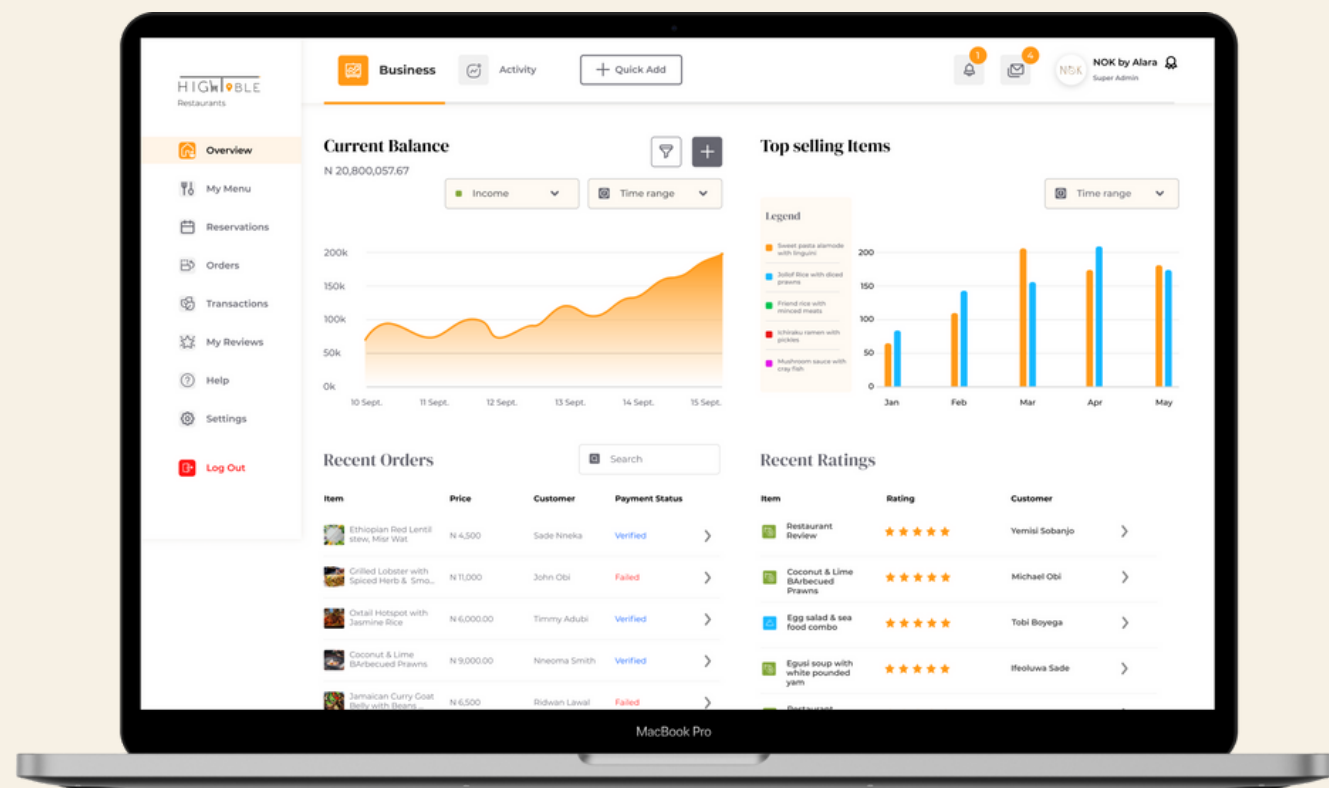 HIGHTABLE
Restaurants
Business
Activity
+ Quick Add
1
4
NOK
NOK by Alara
Super Admin
Overview
My Menu
Reservations
Orders
Transactions
My Reviews
Help
Settings
Log Out
Current Balance
N 20,800,057.67
Income
Time range
200k
150k
100k
50k
0k
10 Sept.
11 Sept.
12 Sept.
13 Sept.
14 Sept.
15 Sept.
Top selling Items
Time range
Legend
Sweet pasta alamode
with linguini
Jollof Rice with diced
prawns
Friend rice with
minced meats
Ichiraku ramen with
pickles
Mushroom sauce with
cray fish
200
150
100
50
0
Jan
Feb
Mar
Apr
May
Recent Orders
Search
Item Price Customer Payment Status
Ethiopian Red Lentil
stew, Misr Wat
N 4,500
Sade Nneka
Verified
Grilled Lobster with
Spiced Herb & Smo...
N 11,000
John Obi
Failed
Oxtail Hotspot with
Jasmine Rice
N 6,000.00
Timmy Adubi
Verified
Coconut & Lime
BArbecued Prawns
N 9,000.00
Nneoma Smith
Verified
Jamaican Curry Goat
Belly with Beans ...
N 6,500
Ridwan Lawal
Failed
Recent Ratings
Item Rating Customer
Restaurant
Review
Yemisi Sobanjo
Coconut & Lime
BArbecued
Prawns
Michael Obi
Egg salad & sea
food combo
Tobi Boyega
Egusi soup with
white pounded
yam
Ifeoluwa Sade
Restaurant
MacBook Pro